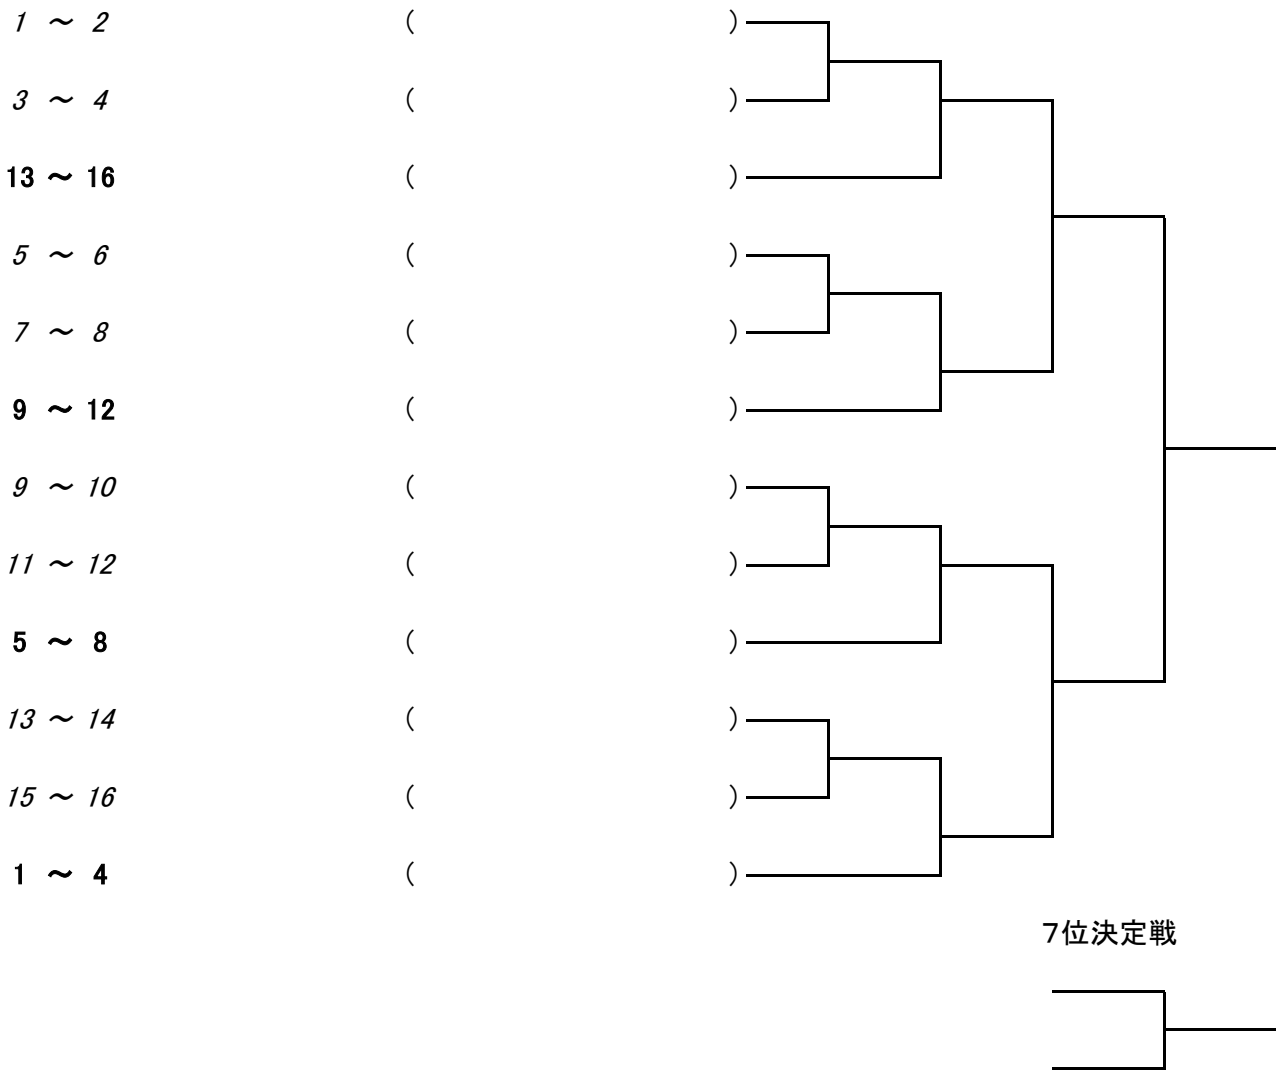 1 ～ 2 ( )
3 ～ 4 ( )
13 ～ 16 ( )
5 ～ 6 ( )
7 ～ 8 ( )
9 ～ 12 ( )
9 ～ 10 ( )
11 ～ 12 ( )
5 ～ 8 ( )
13 ～ 14 ( )
15 ～ 16 ( )
1 ～ 4 ( )
７位決定戦